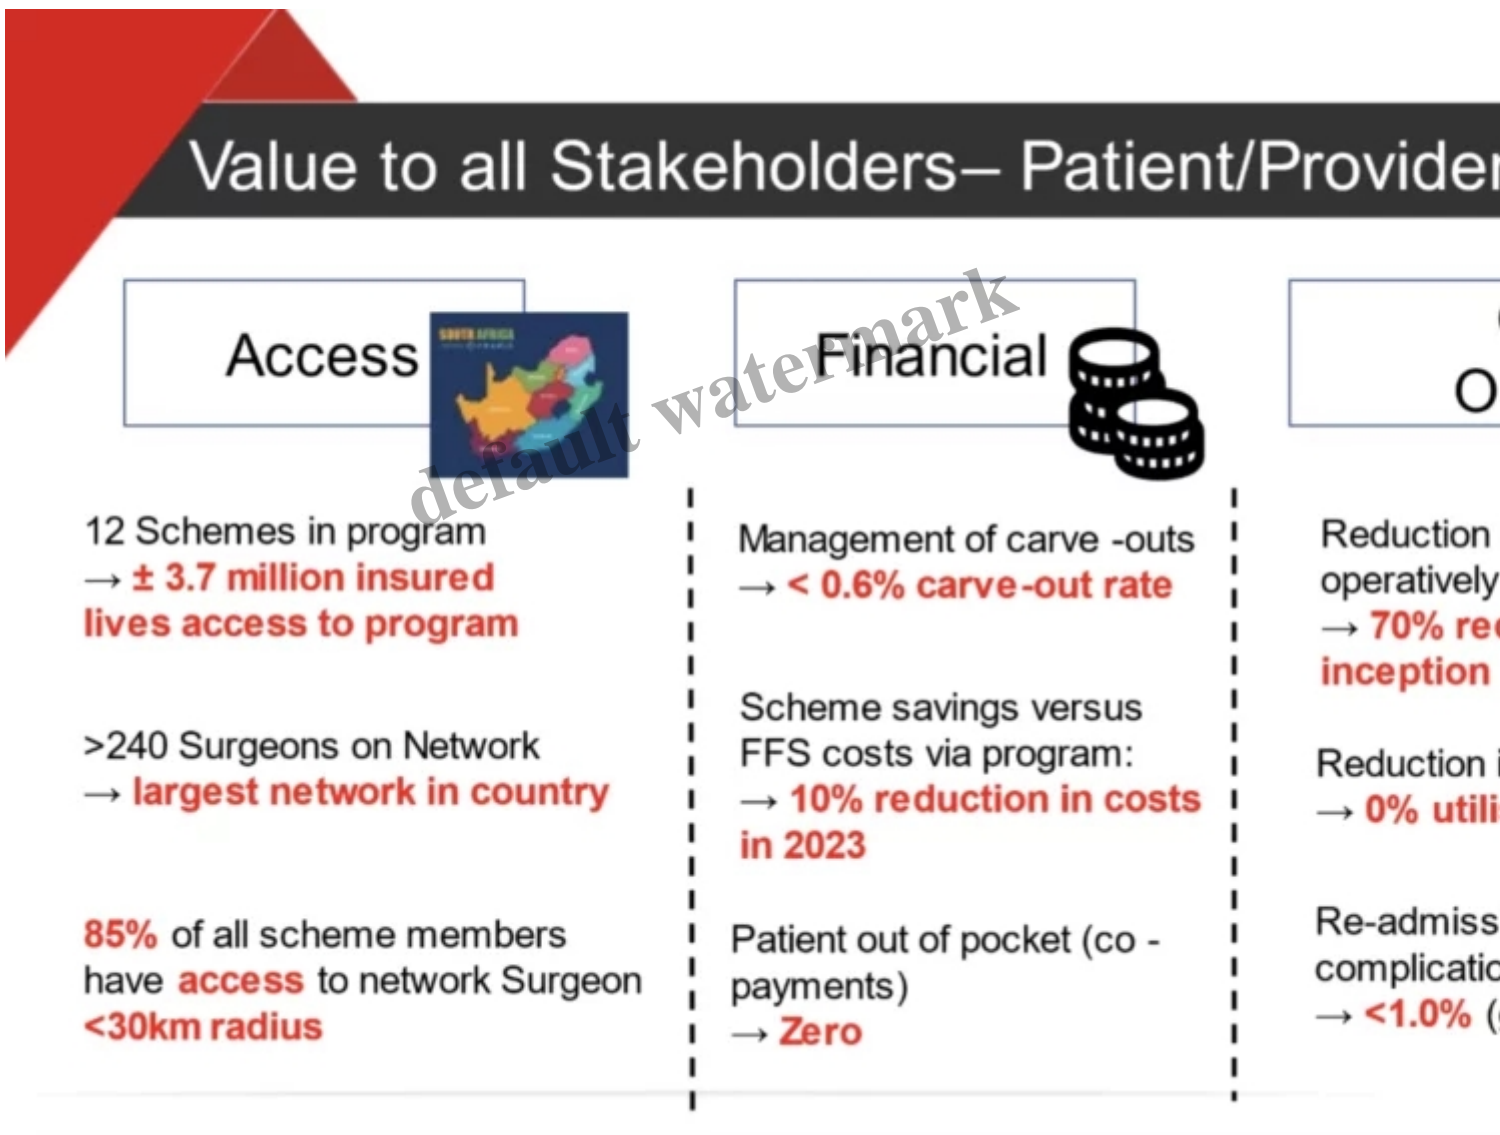 Value to all Stakeholders– Patient/Provider
Access
SOUTH AFRICA
Financial
default watermark
12 Schemes in program
→ ± 3.7 million insured
lives access to program
>240 Surgeons on Network
→ largest network in country
85% of all scheme members
have access to network Surgeon
<30km radius
Management of carve -outs
→ < 0.6% carve-out rate
Scheme savings versus
FFS costs via program:
→ 10% reduction in costs
in 2023
Patient out of pocket (co -
payments)
→ Zero
Reduction
operatively
→ 70%
inception
Reduction
→ 0%
→ <1.0%